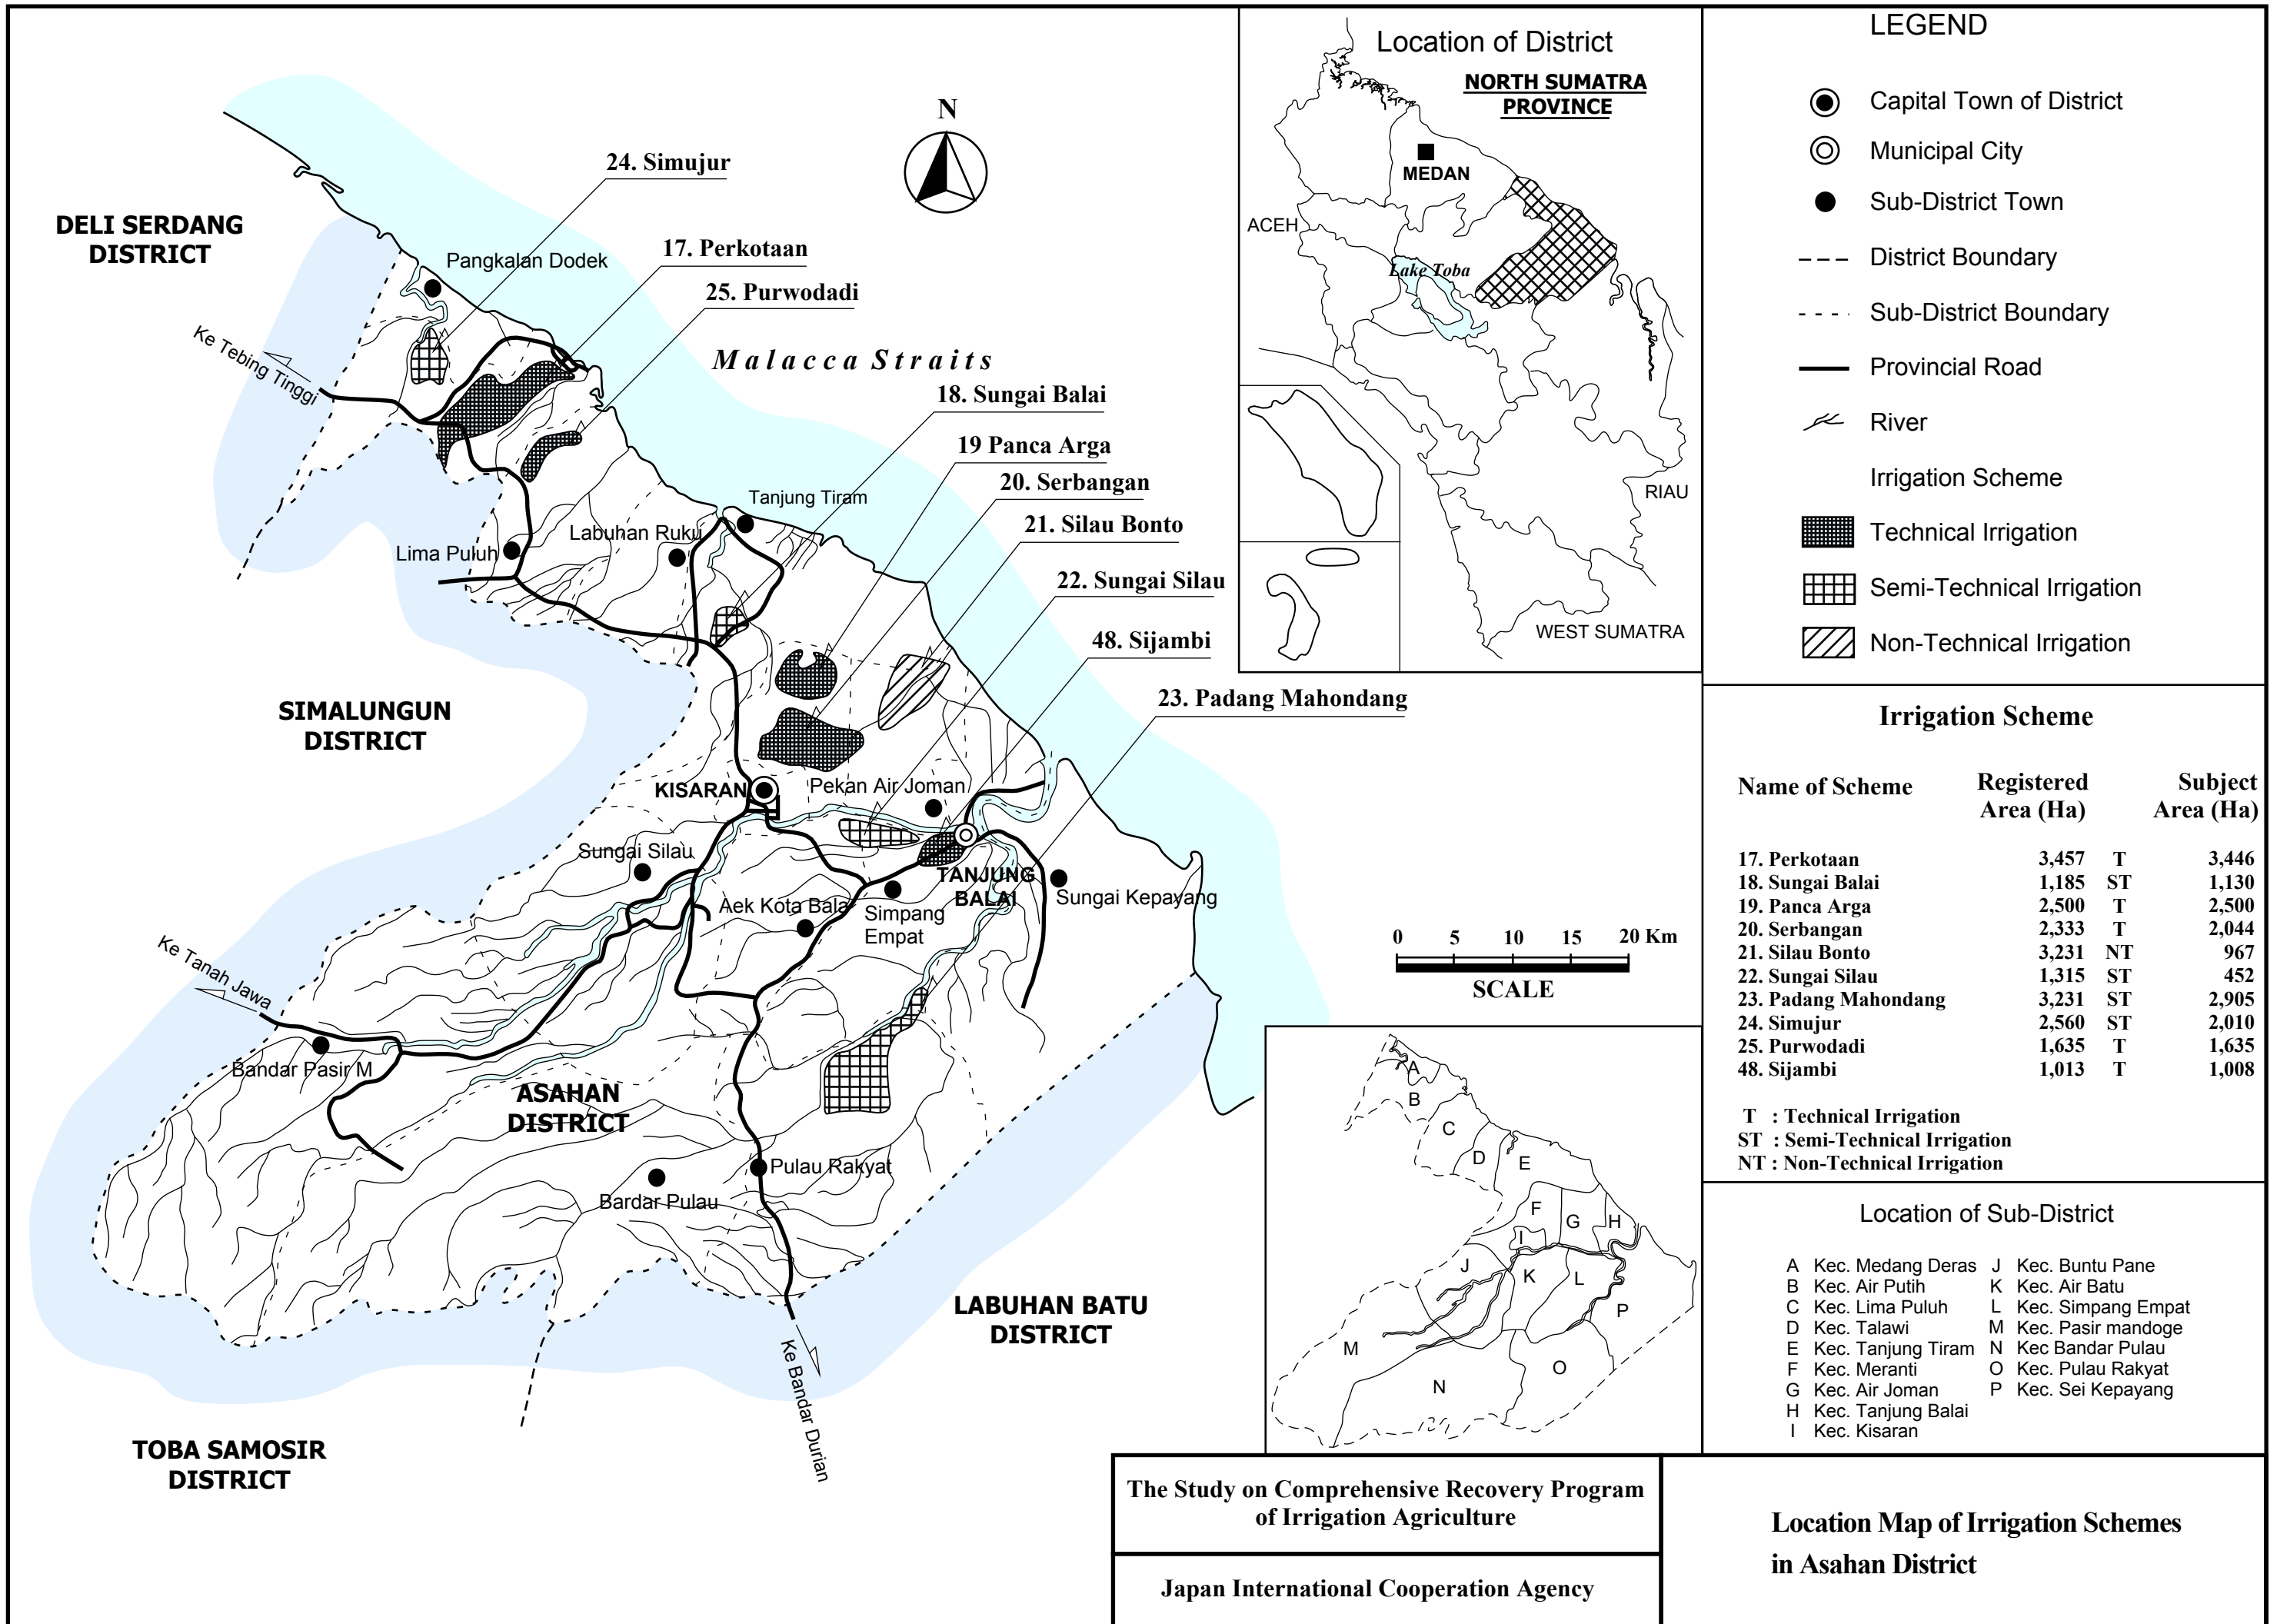 24. Simujur
DELI SERDANG
DISTRICT
Pangkalan Dodek
17. Perkotaan
25. Purwodadi
N
Ke Tebing Tinggi
Malacca Straits
18. Sungai Balai
19 Panca Arga
20. Serbangan
21. Silau Bonto
22. Sungai Silau
48. Sijambi
23. Padang Mahondang
Tanjung Tiram
Labuhan Ruku
Lima Puluh
SIMALUNGUN
DISTRICT
KISARAN
Pekan Air Joman
Sungai Silau
TANJUNG
BALAI
Sungai Kepayang
Aek Kota Bala
Simpang
Empat
Ke Tanah Jawa
Bandar Pasir M
ASAHAN
DISTRICT
Pulau Rakyat
Bardar Pulau
LABUHAN BATU
DISTRICT
Ke Bandar Durian
TOBA SAMOSIR
DISTRICT
0 5 10 15 20 Km
SCALE
Location of District
NORTH SUMATRA
PROVINCE
MEDAN
ACEH
Lake Toba
RIAU
WEST SUMATRA
A
B
C
D
E
F
G
H
I
J
K
L
P
M
N
O
LEGEND
Capital Town of District
Municipal City
Sub-District Town
District Boundary
Sub-District Boundary
Provincial Road
River
Irrigation Scheme
Technical Irrigation
Semi-Technical Irrigation
Non-Technical Irrigation
Irrigation Scheme
Name of Scheme Registered Subject
Area (Ha) Area (Ha)
17. Perkotaan 3,457 T 3,446
18. Sungai Balai 1,185 ST 1,130
19. Panca Arga 2,500 T 2,500
20. Serbangan 2,333 T 2,044
21. Silau Bonto 3,231 NT 967
22. Sungai Silau 1,315 ST 452
23. Padang Mahondang 3,231 ST 2,905
24. Simujur 2,560 ST 2,010
25. Purwodadi 1,635 T 1,635
48. Sijambi 1,013 T 1,008
T : Technical Irrigation
ST : Semi-Technical Irrigation
NT : Non-Technical Irrigation
Location of Sub-District
A Kec. Medang Deras J Kec. Buntu Pane
B Kec. Air Putih K Kec. Air Batu
C Kec. Lima Puluh L Kec. Simpang Empat
D Kec. Talawi M Kec. Pasir mandoge
E Kec. Tanjung Tiram N Kec Bandar Pulau
F Kec. Meranti O Kec. Pulau Rakyat
G Kec. Air Joman P Kec. Sei Kepayang
H Kec. Tanjung Balai
I Kec. Kisaran
The Study on Comprehensive Recovery Program
of Irrigation Agriculture
Japan International Cooperation Agency
Location Map of Irrigation Schemes
in Asahan District